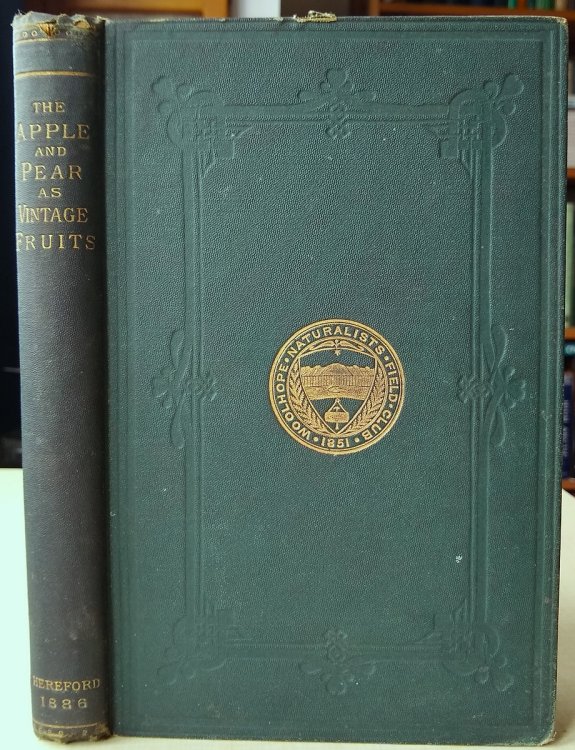 THE
APPLE
AND
PEAR
AS
VINTAGE
FRUITS
HEREFORD
1886
WOOLHOPE · NATURALISTS · FIELD · CLUB
· 1851 ·